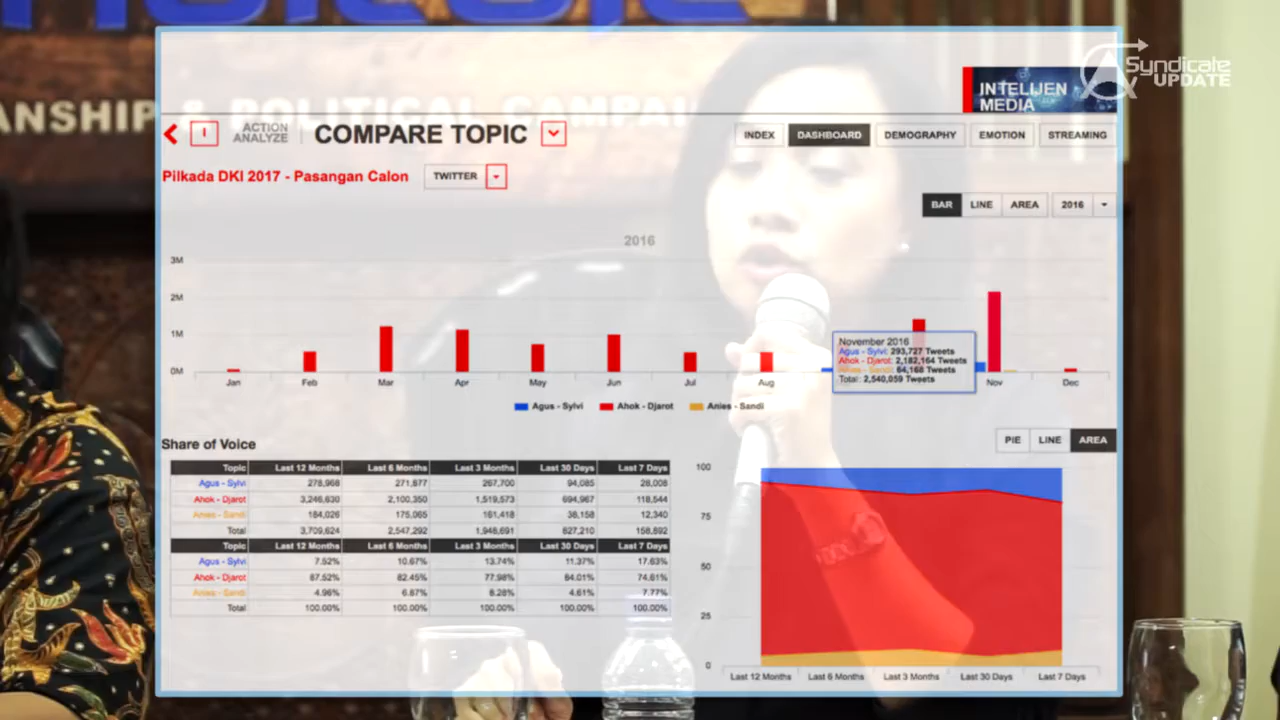 ANSHIP & POLITICAL CAMPAI
Syndicate
UPDATE
INTELIJEN
MEDIA
I ACTION
ANALYZE
COMPARE TOPIC
INDEX DASHBOARD DEMOGRAPHY EMOTION STREAMING
Pilkada DKI 2017 - Pasangan Calon TWITTER
BAR LINE AREA 2016
2016
3M
2M
1M
0M
Jan Feb Mar Apr May Jun Jul Aug Nov Dec
November 2016
Agus - Sylvi: 293,727 Tweets
Ahok - Djarot: 2,182,164 Tweets
Anies - Sandi: 64,168 Tweets
Total: 2,540,059 Tweets
Agus - Sylvi Ahok - Djarot Anies - Sandi
Share of Voice
PIE LINE AREA
Topic Last 12 Months Last 6 Months Last 3 Months Last 30 Days Last 7 Days
Agus - Sylvi 278,968 271,877 267,700 94,085 28,008
Ahok - Djarot 3,246,630 2,100,350 1,519,573 694,967 118,544
Anies - Sandi 184,026 175,065 161,418 38,158 12,340
Total 3,709,624 2,547,292 1,948,691 827,210 158,892
Topic Last 12 Months Last 6 Months Last 3 Months Last 30 Days Last 7 Days
Agus - Sylvi 7.52% 10.67% 13.74% 11.37% 17.63%
Ahok - Djarot 87.52% 82.45% 77.98% 84.01% 74.61%
Anies - Sandi 4.96% 6.87% 8.28% 4.61% 7.77%
Total 100.00% 100.00% 100.00% 100.00% 100.00%
100
75
50
25
0
Last 12 Months Last 6 Months Last 3 Months Last 30 Days Last 7 Days